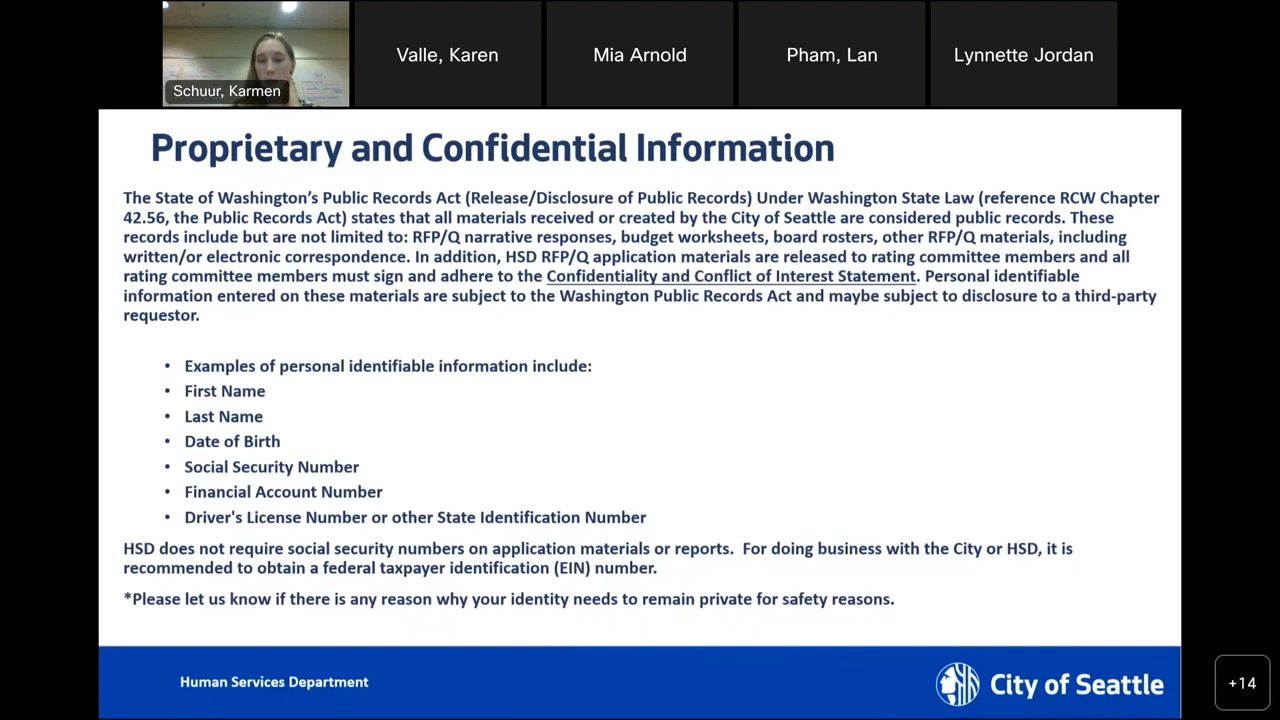 Schuur, Karmen
Valle, Karen
Mia Arnold
Pham, Lan
Lynnette Jordan
Proprietary and Confidential Information
The State of Washington’s Public Records Act (Release/Disclosure of Public Records) Under Washington State Law (reference RCW Chapter
42.56, the Public Records Act) states that all materials received or created by the City of Seattle are considered public records. These
records include but are not limited to: RFP/Q narrative responses, budget worksheets, board rosters, other RFP/Q materials, including
written/or electronic correspondence. In addition, HSD RFP/Q application materials are released to rating committee members and all
rating committee members must sign and adhere to the Confidentiality and Conflict of Interest Statement. Personal identifiable
information entered on these materials are subject to the Washington Public Records Act and maybe subject to disclosure to a third-party
requestor.
• Examples of personal identifiable information include:
• First Name
• Last Name
• Date of Birth
• Social Security Number
• Financial Account Number
• Driver's License Number or other State Identification Number
HSD does not require social security numbers on application materials or reports.  For doing business with the City or HSD, it is
recommended to obtain a federal taxpayer identification (EIN) number.
*Please let us know if there is any reason why your identity needs to remain private for safety reasons.
Human Services Department
City of Seattle
+14